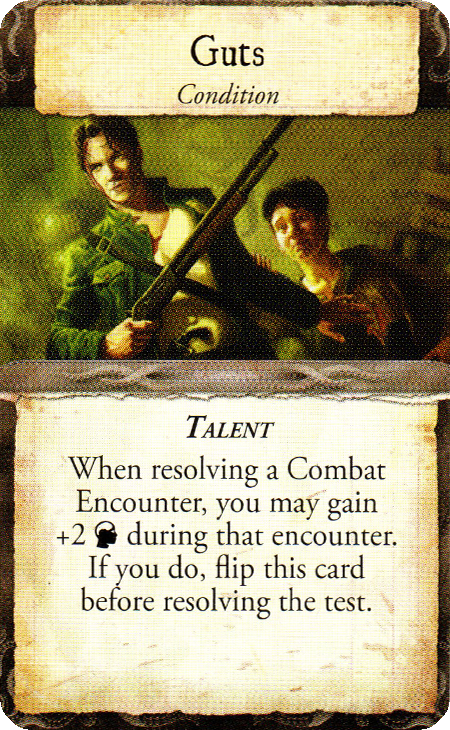 Guts
Condition
TALENT
When resolving a Combat
Encounter, you may gain
+2 during that encounter.
If you do, flip this card
before resolving the test.